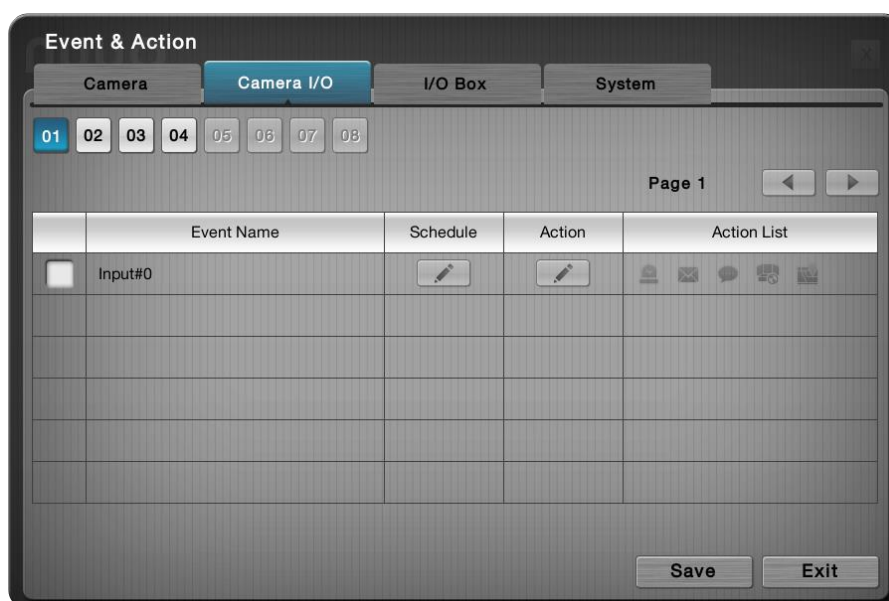 Event & Action
Camera Camera I/O I/O Box System
01 02 03 04 05 06 07 08
Page 1
Event Name Schedule Action Action List
Input#0
Save Exit